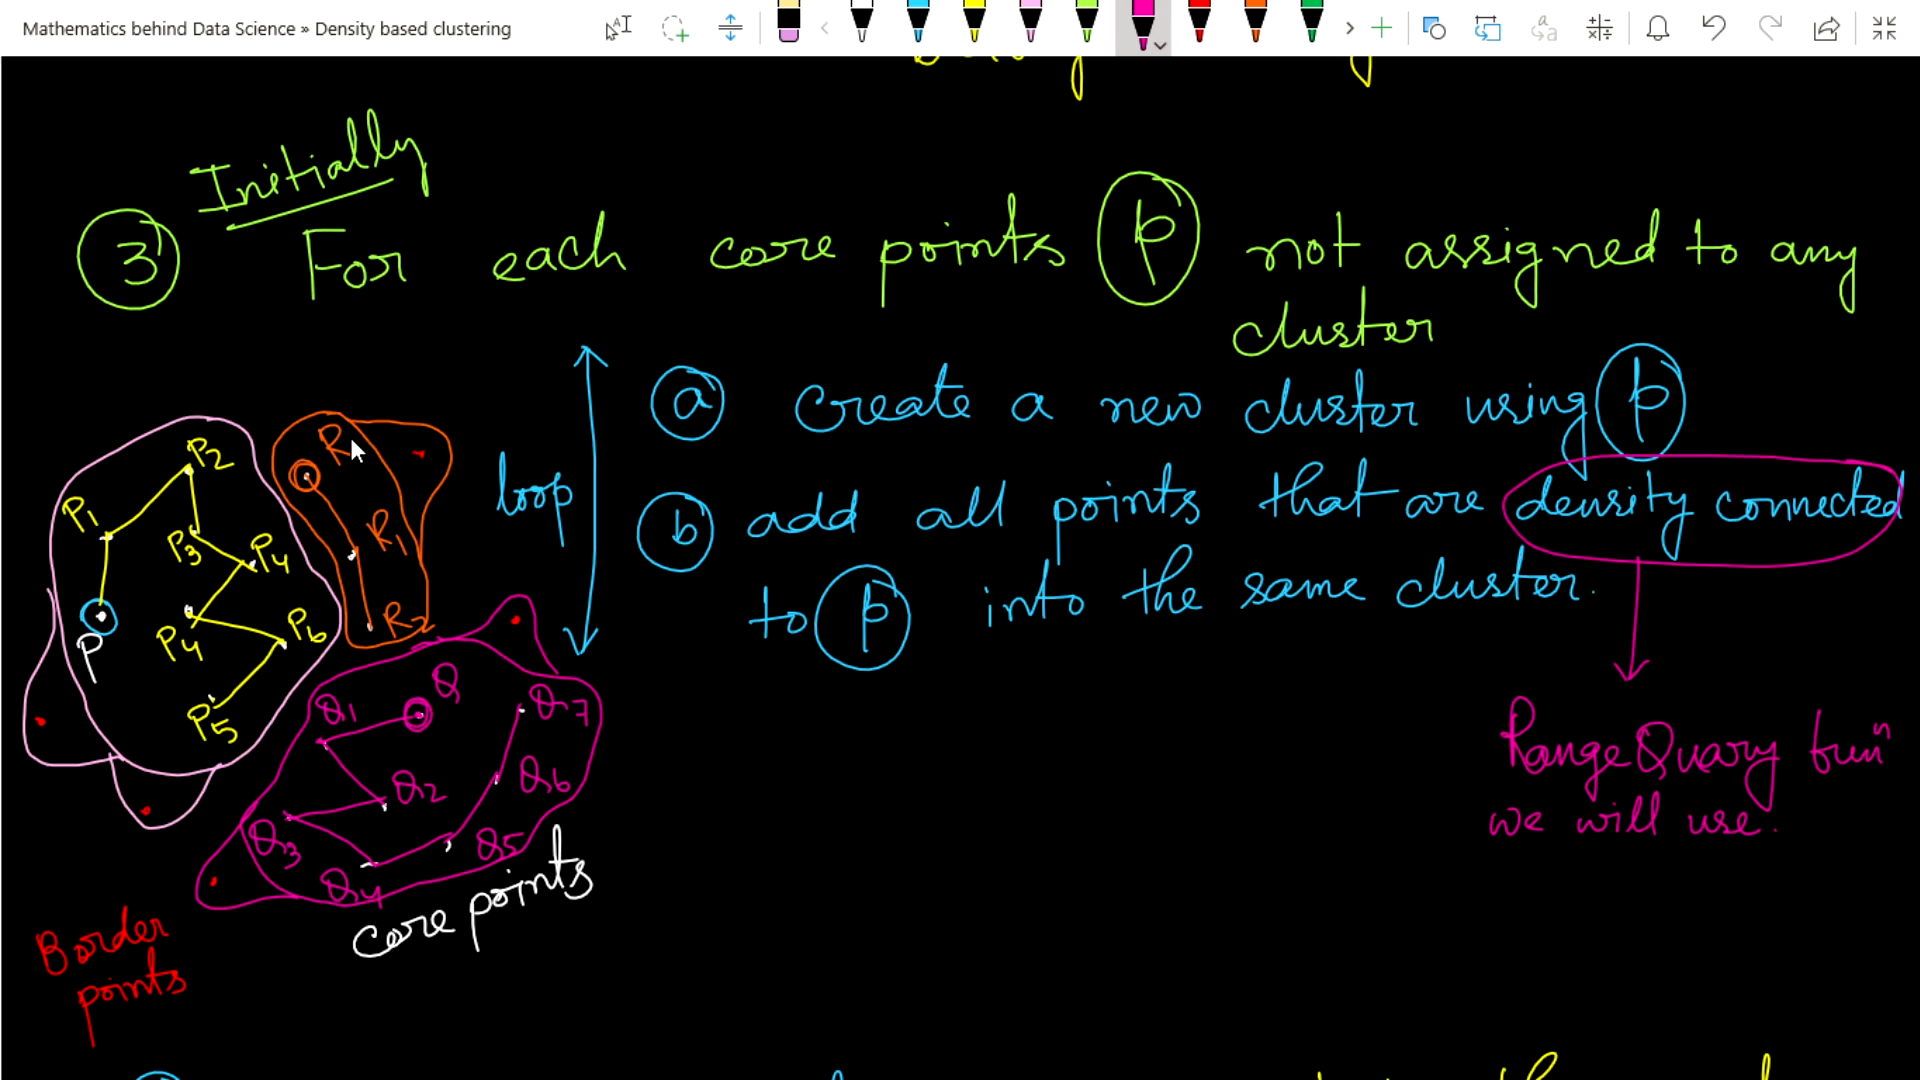 Mathematics behind Data Science » Density based clustering
Initially
3 For each core points p not assigned to any
cluster
a create a new cluster using p
loop
b add all points that are density connected
to p into the same cluster.
P2
P1
P3
P4
P4
P6
P
P5
R
R1
R2
Q1
Q
Q7
Q2
Q6
Q3
Q5
Q4
core points
Border
points
RangeQuary funⁿ
we will use.